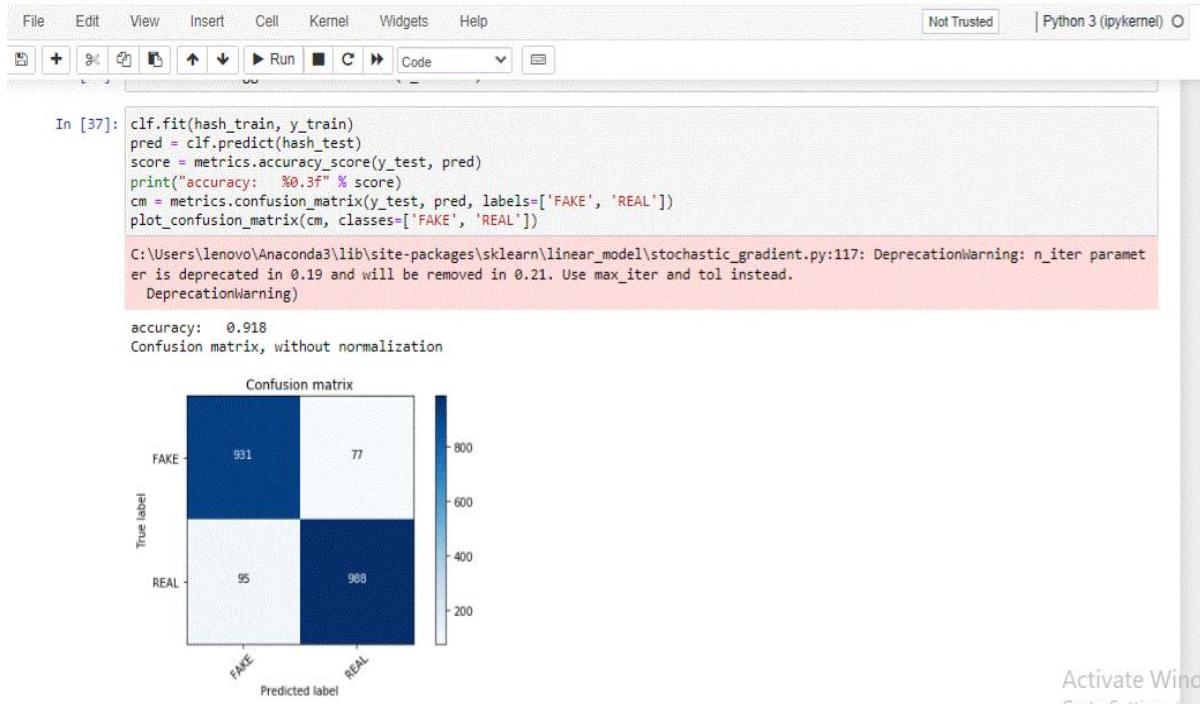 File Edit View Insert Cell Kernel Widgets Help Not Trusted Python 3 (ipykernel)
Run Code
In [37]: clf.fit(hash_train, y_train)
pred = clf.predict(hash_test)
score = metrics.accuracy_score(y_test, pred)
print("accuracy:   %0.3f" % score)
cm = metrics.confusion_matrix(y_test, pred, labels=['FAKE', 'REAL'])
plot_confusion_matrix(cm, classes=['FAKE', 'REAL'])
C:\Users\lenovo\Anaconda3\lib\site-packages\sklearn\linear_model\stochastic_gradient.py:117: DeprecationWarning: n_iter paramet
er is deprecated in 0.19 and will be removed in 0.21. Use max_iter and tol instead.
DeprecationWarning)
accuracy:   0.918
Confusion matrix, without normalization
Confusion matrix
FAKE 931 77
REAL 95 988
True label
FAKE REAL
Predicted label
800
600
400
200
Activate Wind